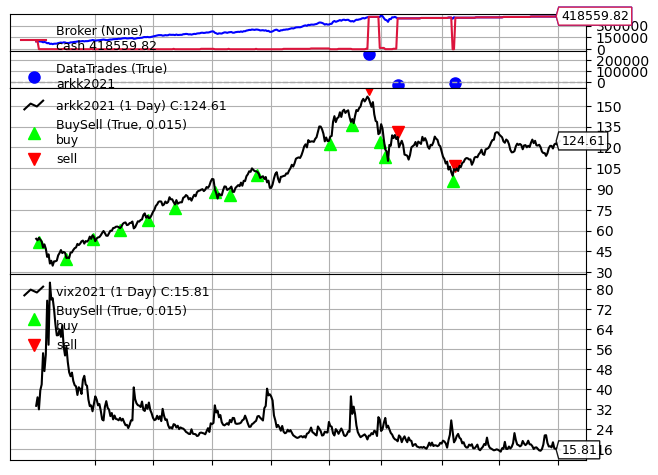 Broker (None)
Cash 418559.82
418559.82
300000
150000
0
DataTrades (True)
arkk2021
200000
100000
0
arkk2021 (1 Day) C:124.61
BuySell (True, 0.015)
buy
sell
150
135
124.61
120
105
90
75
60
45
30
vix2021 (1 Day) C:15.81
BuySell (True, 0.015)
buy
sell
80
72
64
56
48
40
32
24
15.81
16